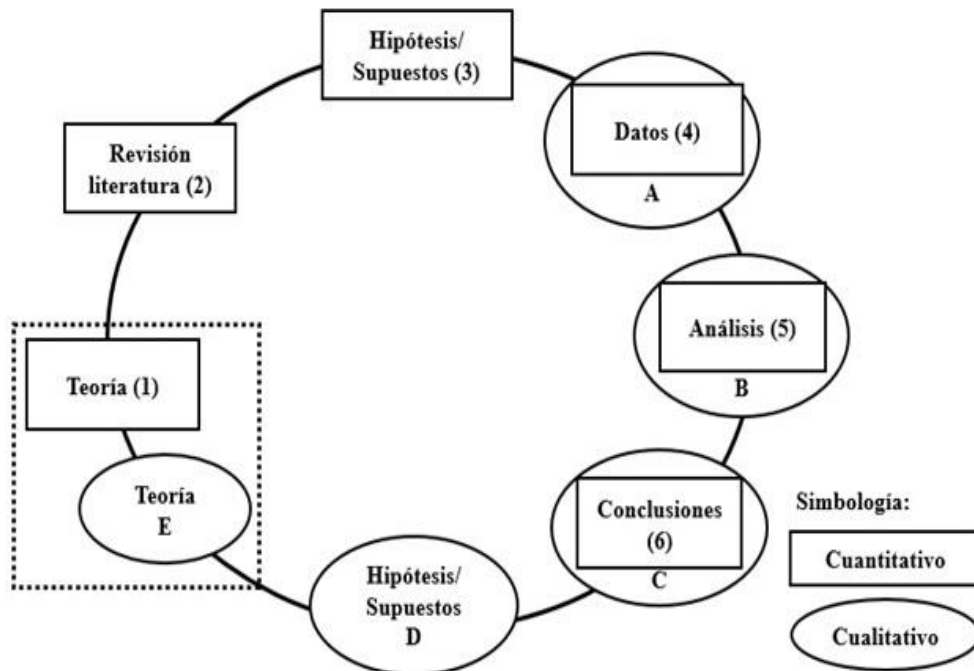 Hipótesis/
Supuestos (3)
Datos (4)
A
Revisión
literatura (2)
Análisis (5)
B
Teoría (1)
Teoría
E
Conclusiones
(6)
C
Hipótesis/
Supuestos
D
Simbología:
Cuantitativo
Cualitativo